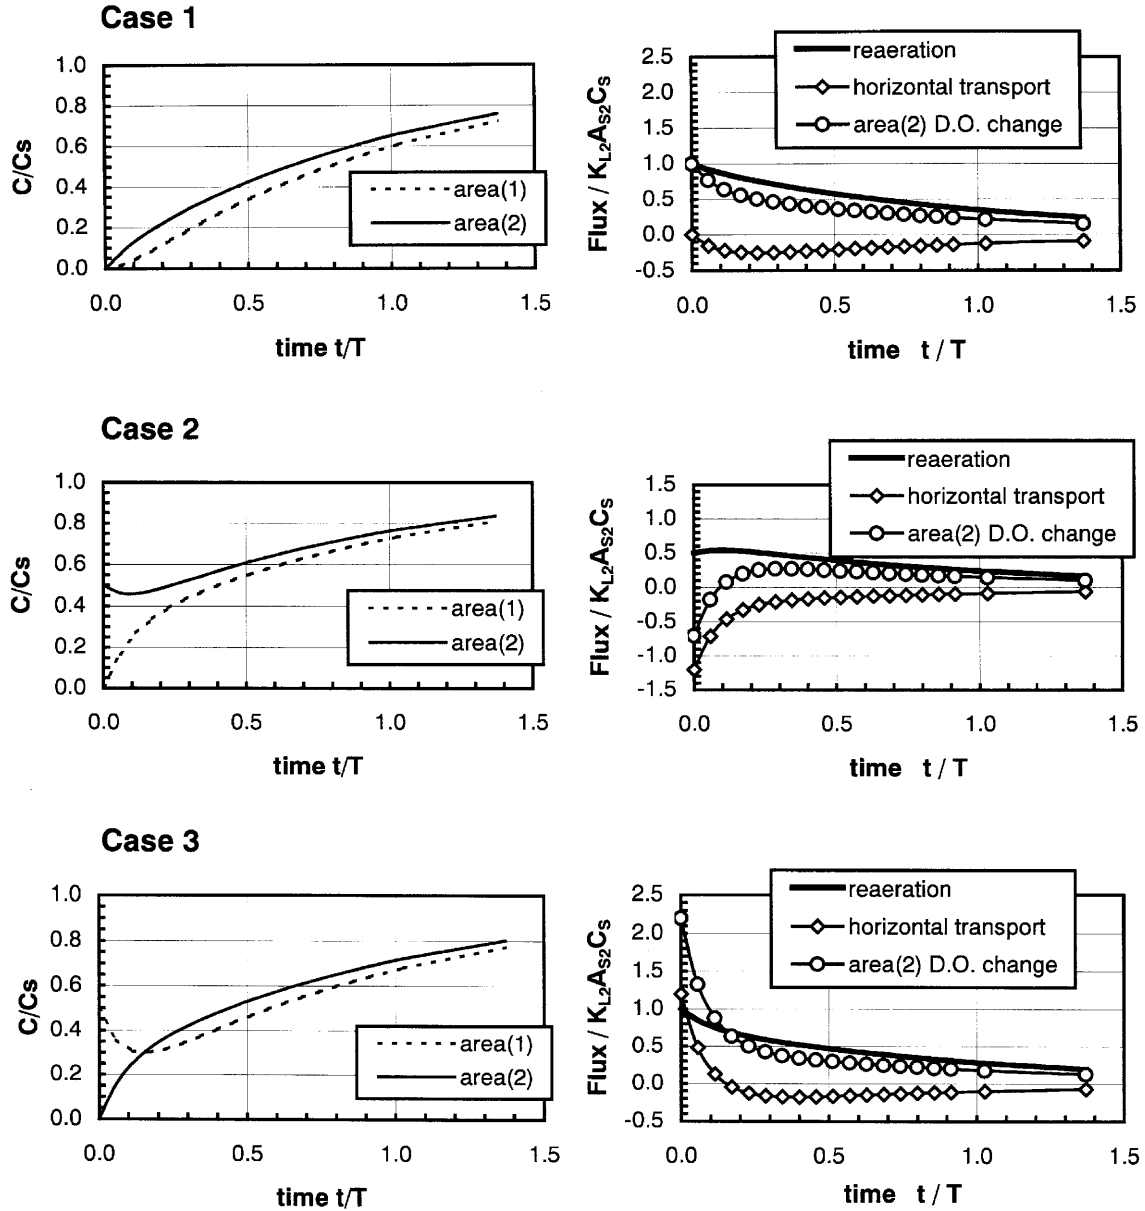 Case 1
C/Cs
1.0
0.8
0.6
0.4
0.2
0.0
area(1)
area(2)
0.0 0.5 1.0 1.5
time t/T
Flux / KL2AS2CS
2.5
2.0
1.5
1.0
0.5
0.0
-0.5
reaeration
horizontal transport
area(2) D.O. change
0.0 0.5 1.0 1.5
time t / T
Case 2
C/Cs
1.0
0.8
0.6
0.4
0.2
0.0
area(1)
area(2)
0.0 0.5 1.0 1.5
time t/T
Flux / KL2AS2CS
1.5
1.0
0.5
0.0
-0.5
-1.0
-1.5
reaeration
horizontal transport
area(2) D.O. change
0.0 0.5 1.0 1.5
time t / T
Case 3
C/Cs
1.0
0.8
0.6
0.4
0.2
0.0
area(1)
area(2)
0.0 0.5 1.0 1.5
time t/T
Flux / KL2AS2CS
2.5
2.0
1.5
1.0
0.5
0.0
-0.5
reaeration
horizontal transport
area(2) D.O. change
0.0 0.5 1.0 1.5
time t / T